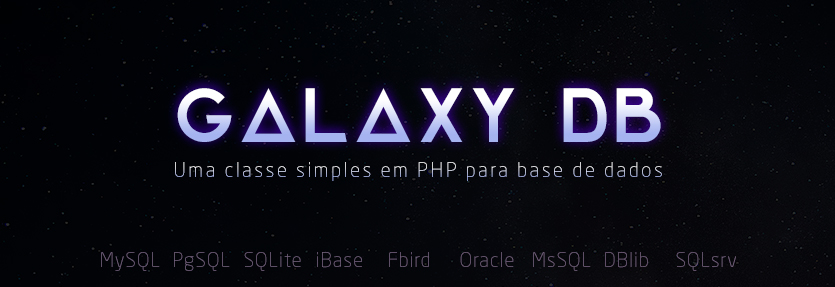 GALAXY DB
Uma classe simples em PHP para base de dados
MySQL PgSQL SQLite iBase Fbird Oracle MsSQL DBlib SQLsrv